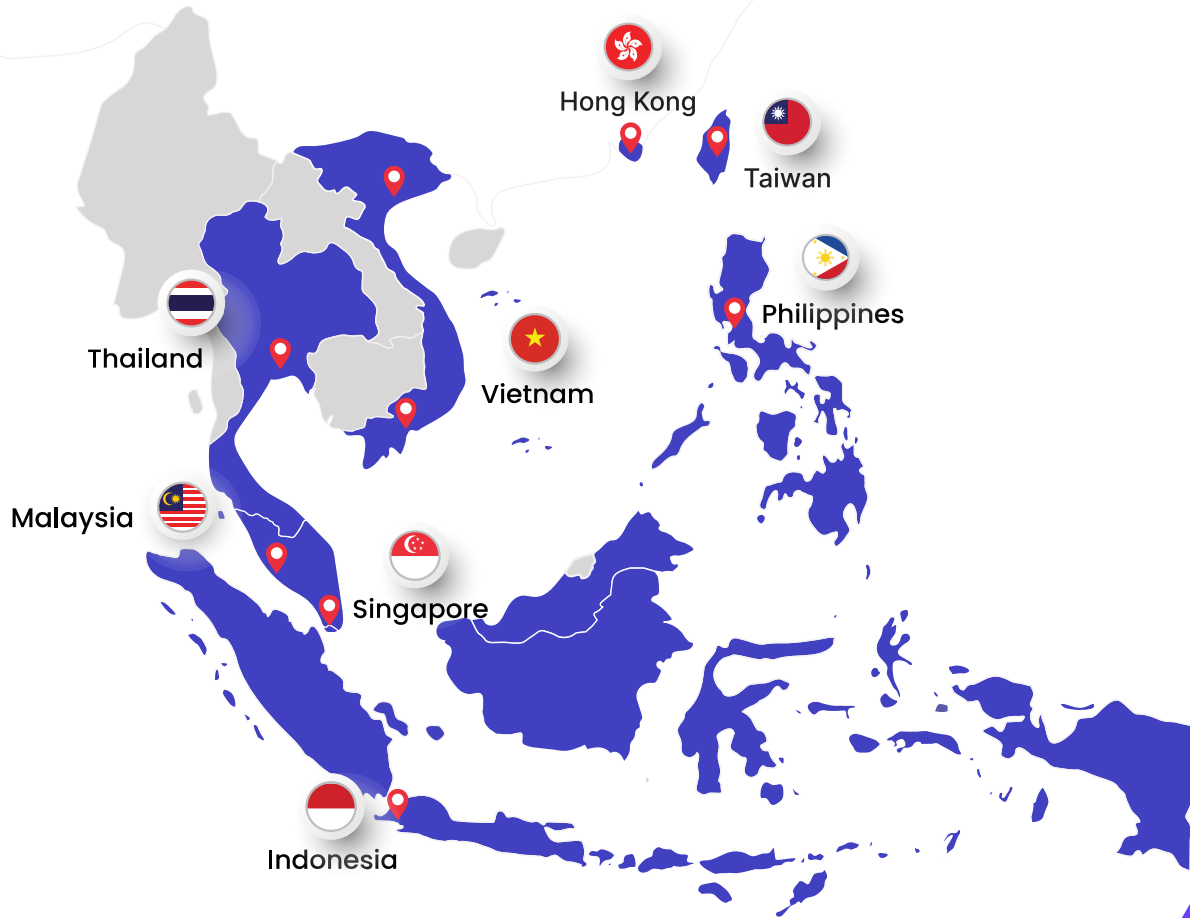 Hong Kong
Taiwan
Philippines
Thailand
Vietnam
Malaysia
Singapore
Indonesia